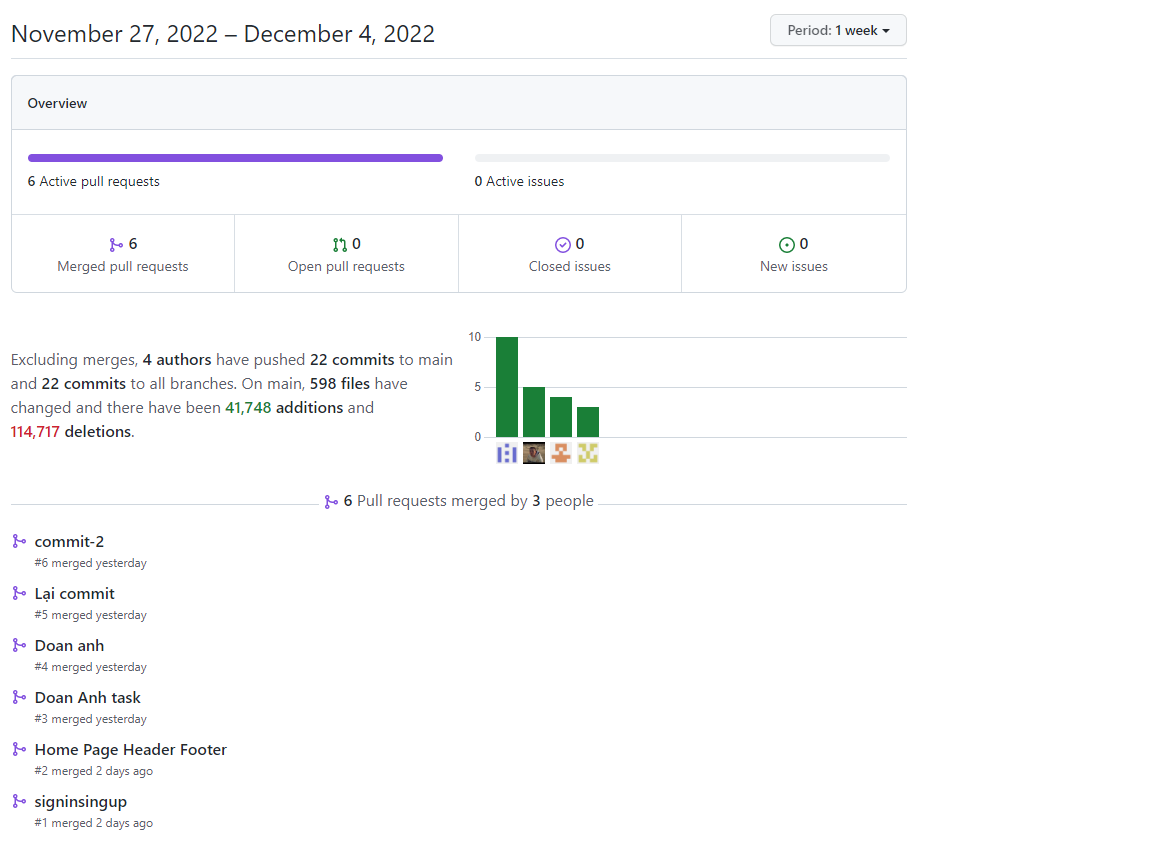 November 27, 2022 – December 4, 2022
Period: 1 week
Overview
6 Active pull requests
0 Active issues
6
Merged pull requests
0
Open pull requests
0
Closed issues
0
New issues
Excluding merges, 4 authors have pushed 22 commits to main
and 22 commits to all branches. On main, 598 files have
changed and there have been 41,748 additions and
114,717 deletions.
10
5
0
6 Pull requests merged by 3 people
commit-2
#6 merged yesterday
Lại commit
#5 merged yesterday
Doan anh
#4 merged yesterday
Doan Anh task
#3 merged yesterday
Home Page Header Footer
#2 merged 2 days ago
signinsingup
#1 merged 2 days ago